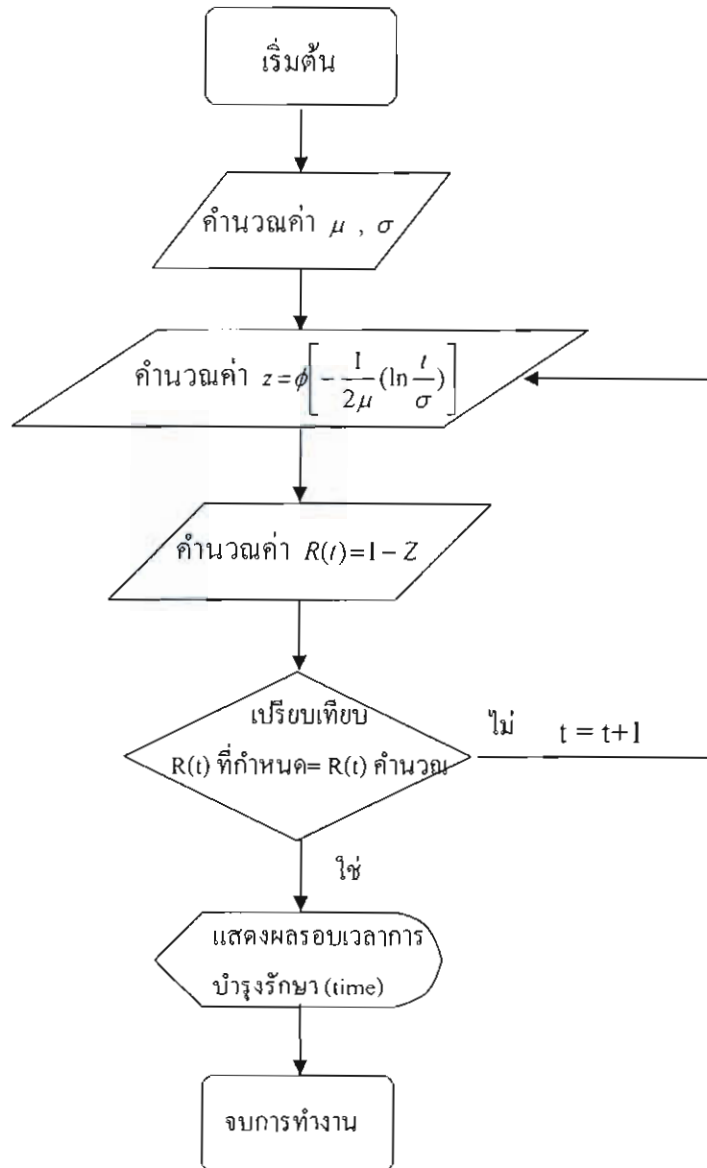 เริ่มต้น
คำนวณค่า μ , σ
คำนวณค่า z = φ[ - 1/2μ (ln t/σ) ]
คำนวณค่า R(t) = 1 − Z
เปรียบเทียบ
R(t) ที่กำหนด= R(t) คำนวณ
ไม่ t = t+1
ใช่
แสดงผลรอบเวลาการ
บำรุงรักษา (time)
จบการทำงาน